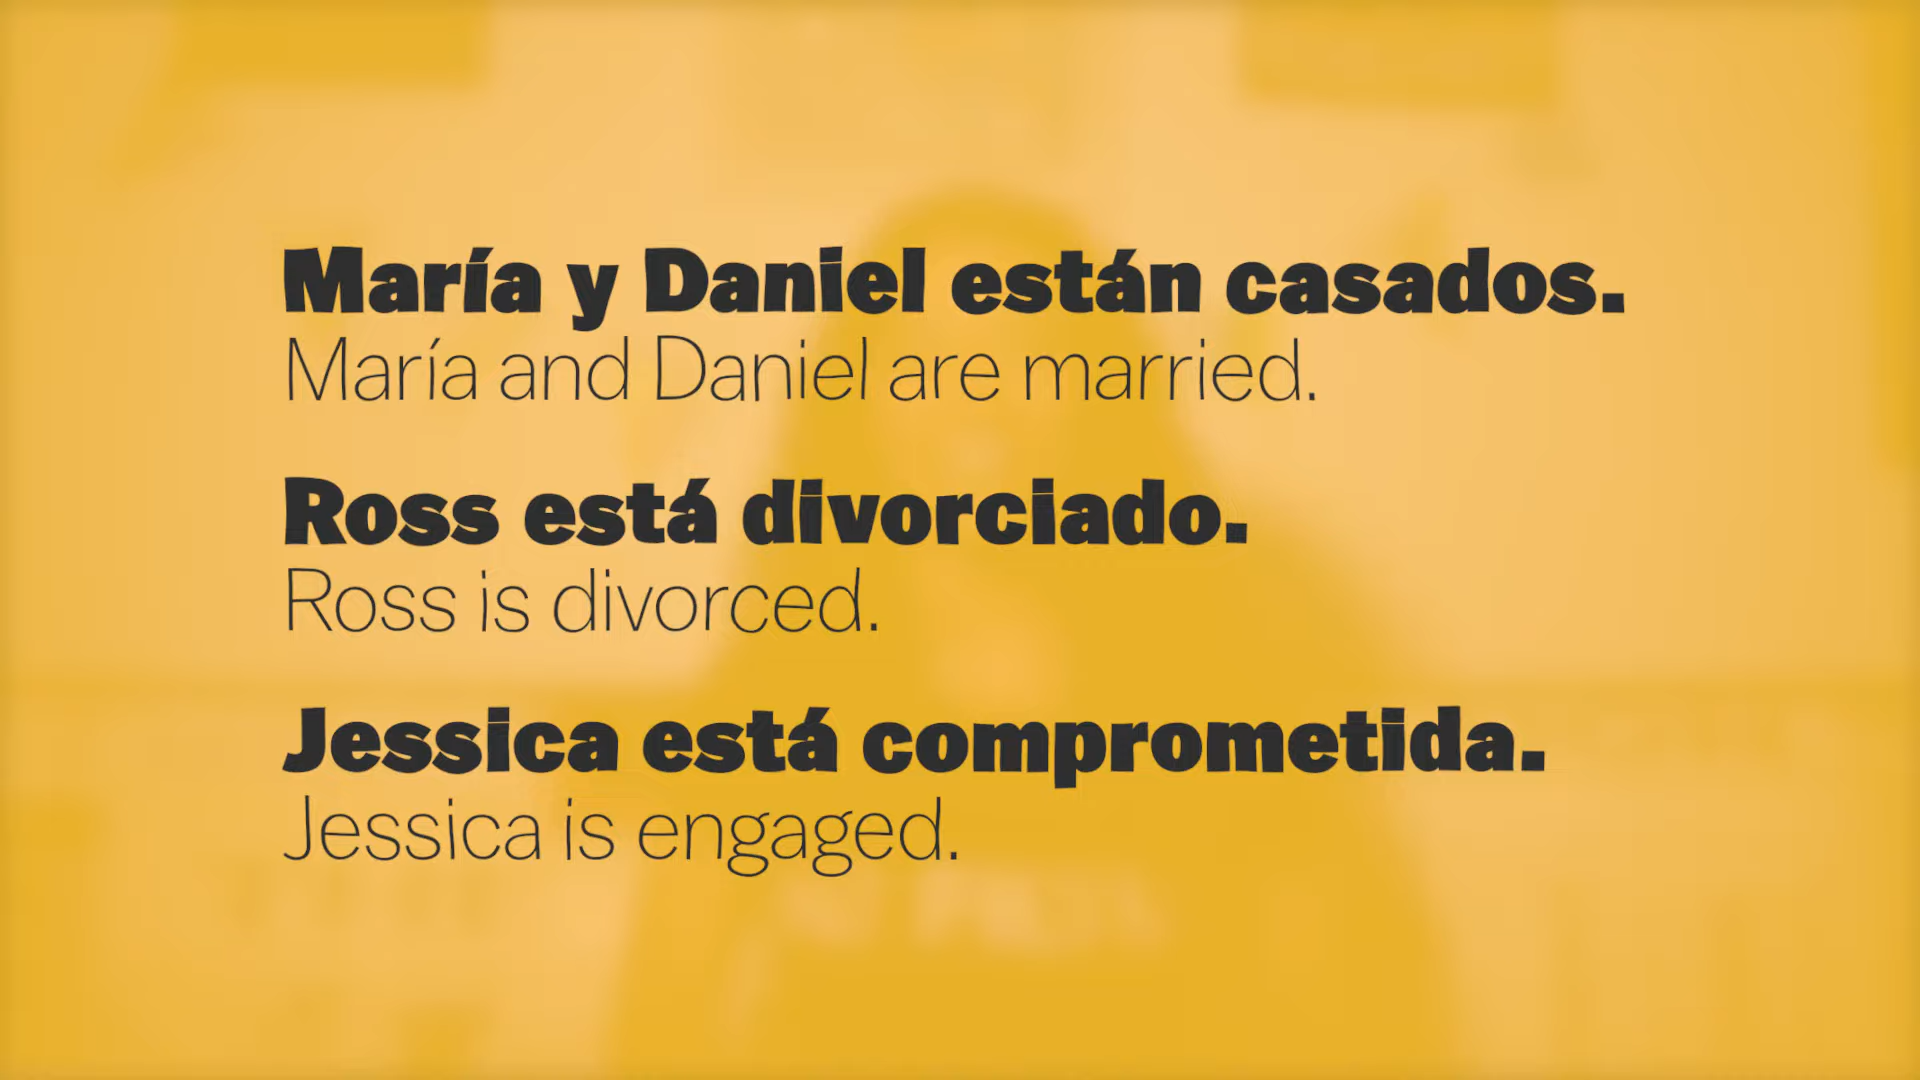 María y Daniel están casados.
María and Daniel are married.
Ross está divorciado.
Ross is divorced.
Jessica está comprometida.
Jessica is engaged.